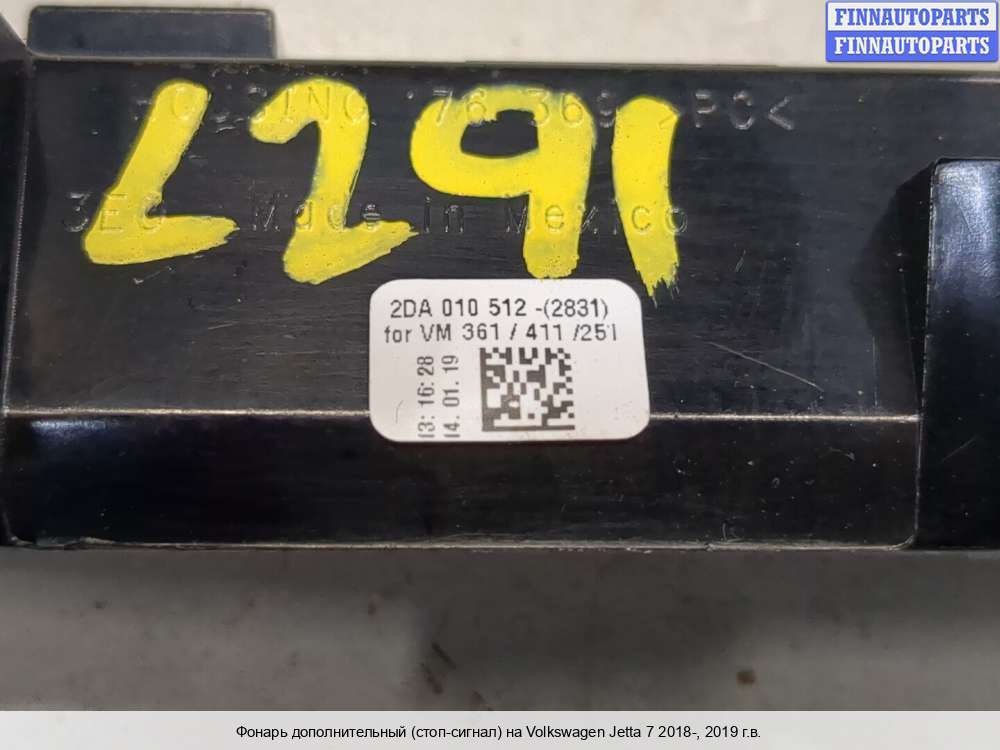 FINNAUTOPARTS
FINNAUTOPARTS
L291
>PC<
Made in Mexico
2DA 010 512 -(2831)
for VM 361 / 411 /251
13: 16: 28
14. 01. 19
Фонарь дополнительный (стоп-сигнал) на Volkswagen Jetta 7 2018-, 2019 г.в.